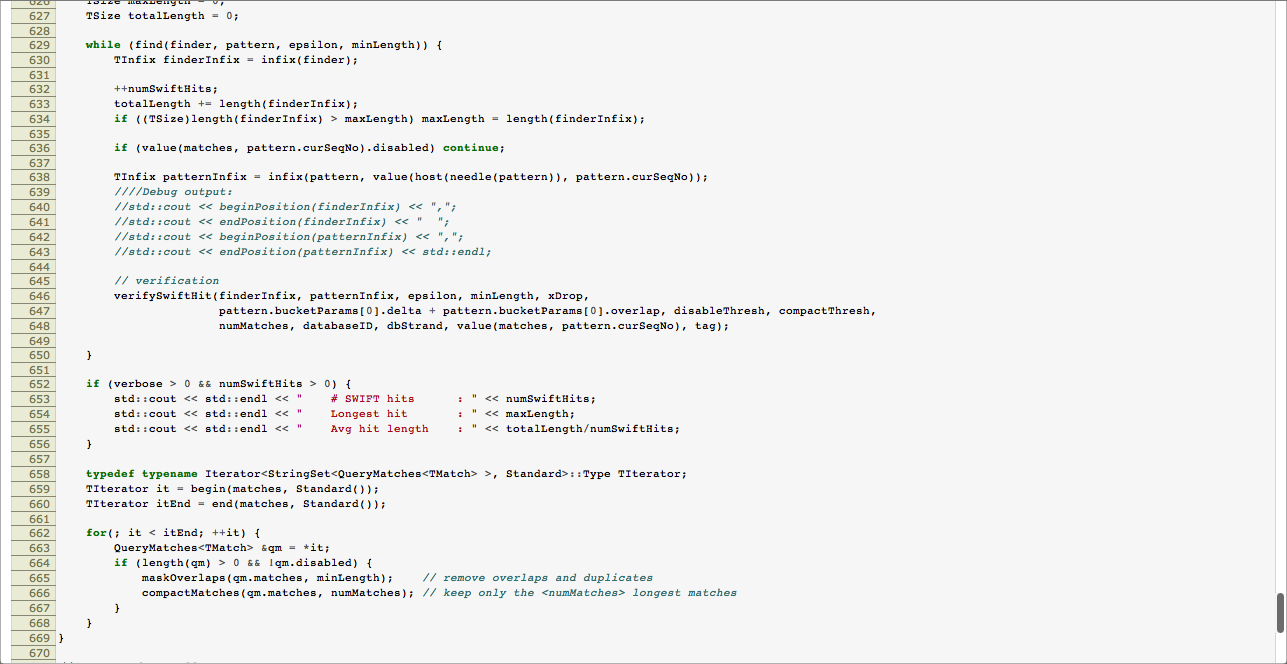 627 TSize totalLength = 0;
628
629 while (find(finder, pattern, epsilon, minLength)) {
630 TInfix finderInfix = infix(finder);
631
632 ++numSwiftHits;
633 totalLength += length(finderInfix);
634 if ((TSize)length(finderInfix) > maxLength) maxLength = length(finderInfix);
635
636 if (value(matches, pattern.curSeqNo).disabled) continue;
637
638 TInfix patternInfix = infix(pattern, value(host(needle(pattern)), pattern.curSeqNo));
639 ////Debug output:
640 //std::cout << beginPosition(finderInfix) << ",";
641 //std::cout << endPosition(finderInfix) << "  ";
642 //std::cout << beginPosition(patternInfix) << ",";
643 //std::cout << endPosition(patternInfix) << std::endl;
644
645 // verification
646 verifySwiftHit(finderInfix, patternInfix, epsilon, minLength, xDrop,
647 pattern.bucketParams[0].delta + pattern.bucketParams[0].overlap, disableThresh, compactThresh,
648 numMatches, databaseID, dbStrand, value(matches, pattern.curSeqNo), tag);
649
650 }
651
652 if (verbose > 0 && numSwiftHits > 0) {
653 std::cout << std::endl << "    # SWIFT hits      : " << numSwiftHits;
654 std::cout << std::endl << "    Longest hit       : " << maxLength;
655 std::cout << std::endl << "    Avg hit length    : " << totalLength/numSwiftHits;
656 }
657
658 typedef typename Iterator<StringSet<QueryMatches<TMatch> >, Standard>::Type TIterator;
659 TIterator it = begin(matches, Standard());
660 TIterator itEnd = end(matches, Standard());
661
662 for(; it < itEnd; ++it) {
663 QueryMatches<TMatch> &qm = *it;
664 if (length(qm) > 0 && !qm.disabled) {
665 maskOverlaps(qm.matches, minLength);    // remove overlaps and duplicates
666 compactMatches(qm.matches, numMatches); // keep only the <numMatches> longest matches
667 }
668 }
669 }
670